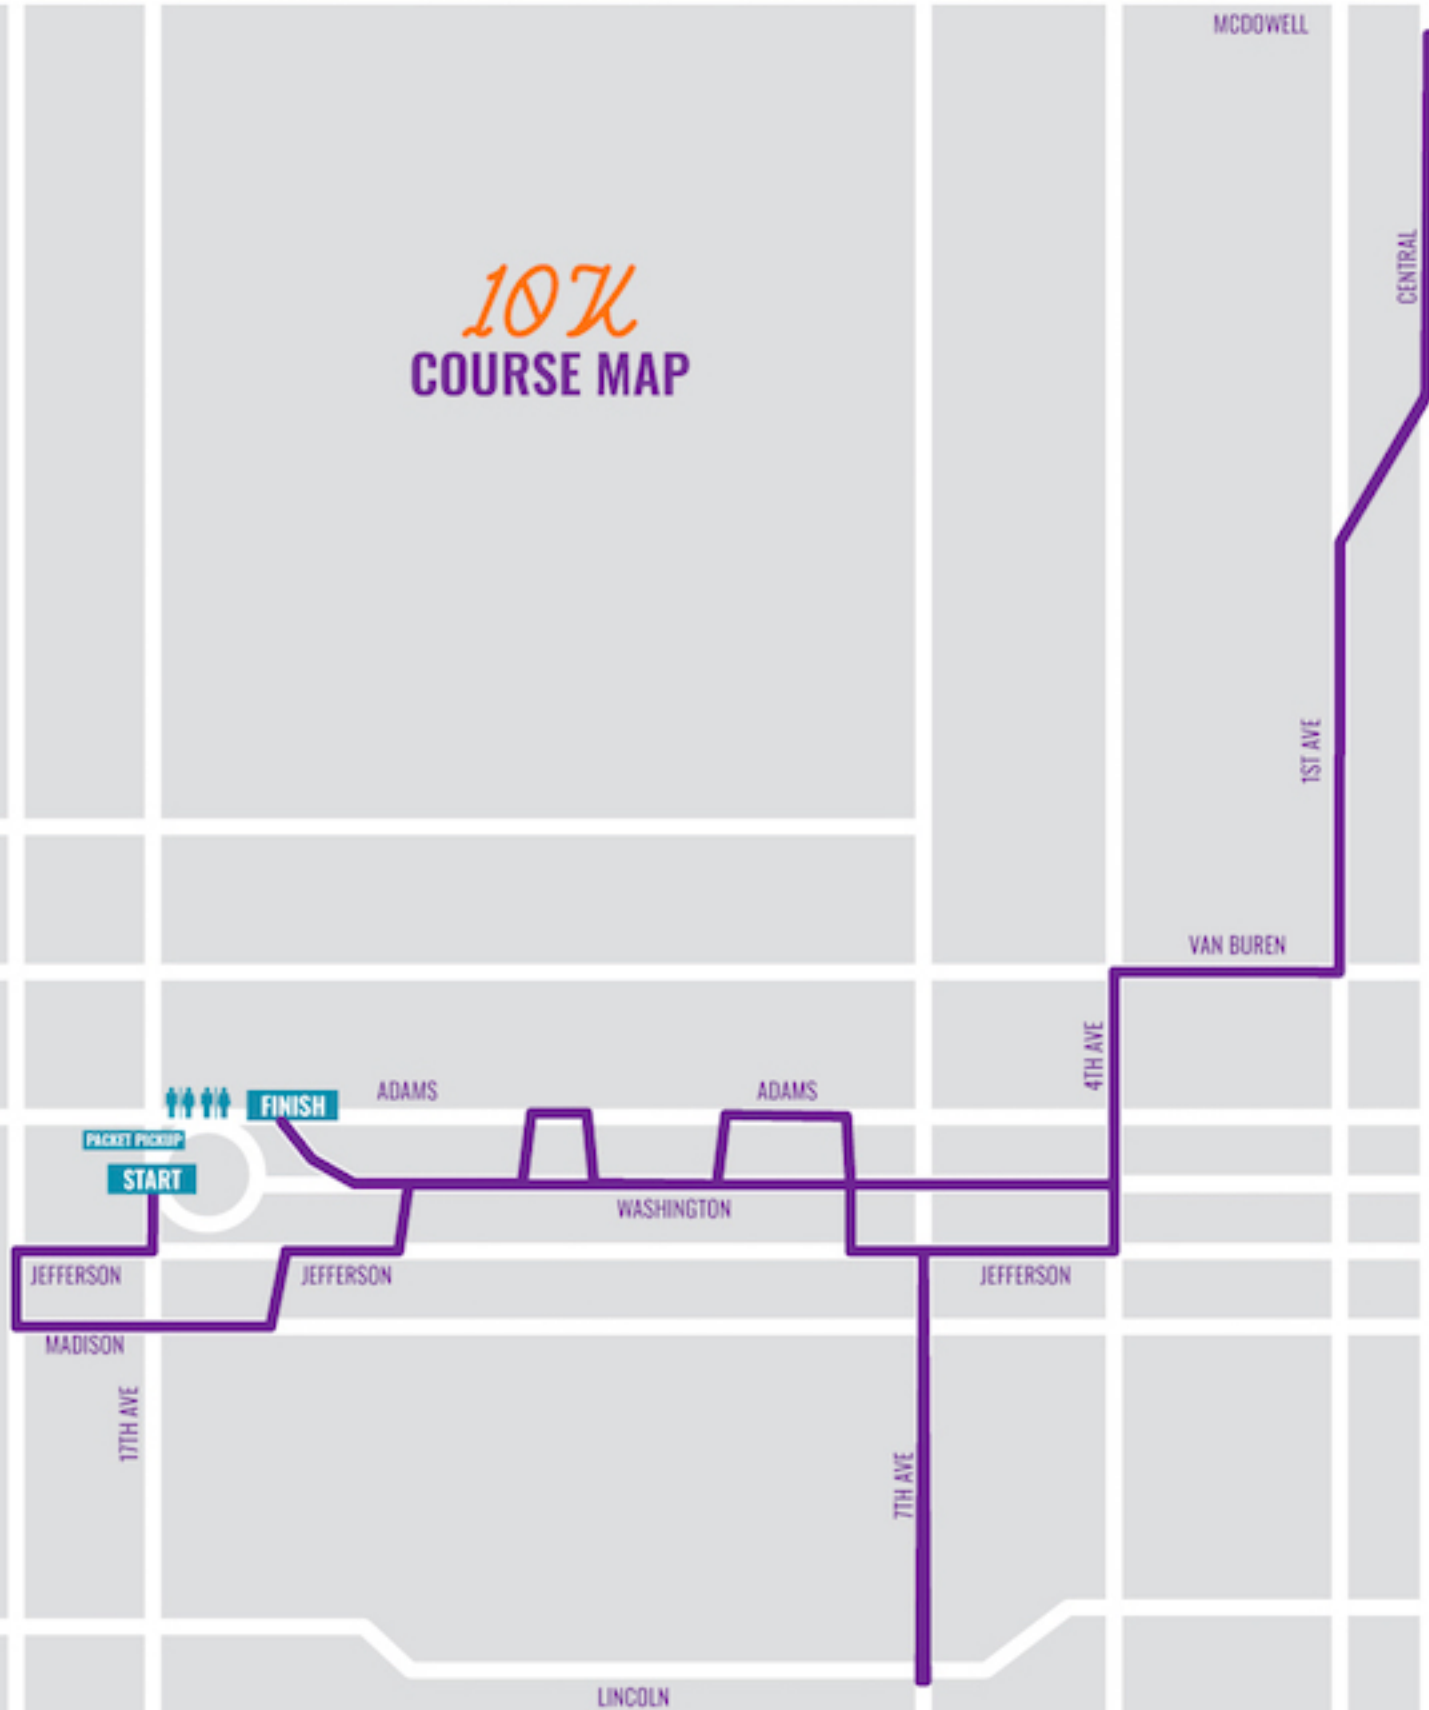 MCDOWELL
CENTRAL
10K
COURSE MAP
1ST AVE
VAN BUREN
4TH AVE
ADAMS
ADAMS
FINISH
PACKET PICKUP
START
WASHINGTON
JEFFERSON
JEFFERSON
JEFFERSON
MADISON
17TH AVE
7TH AVE
LINCOLN